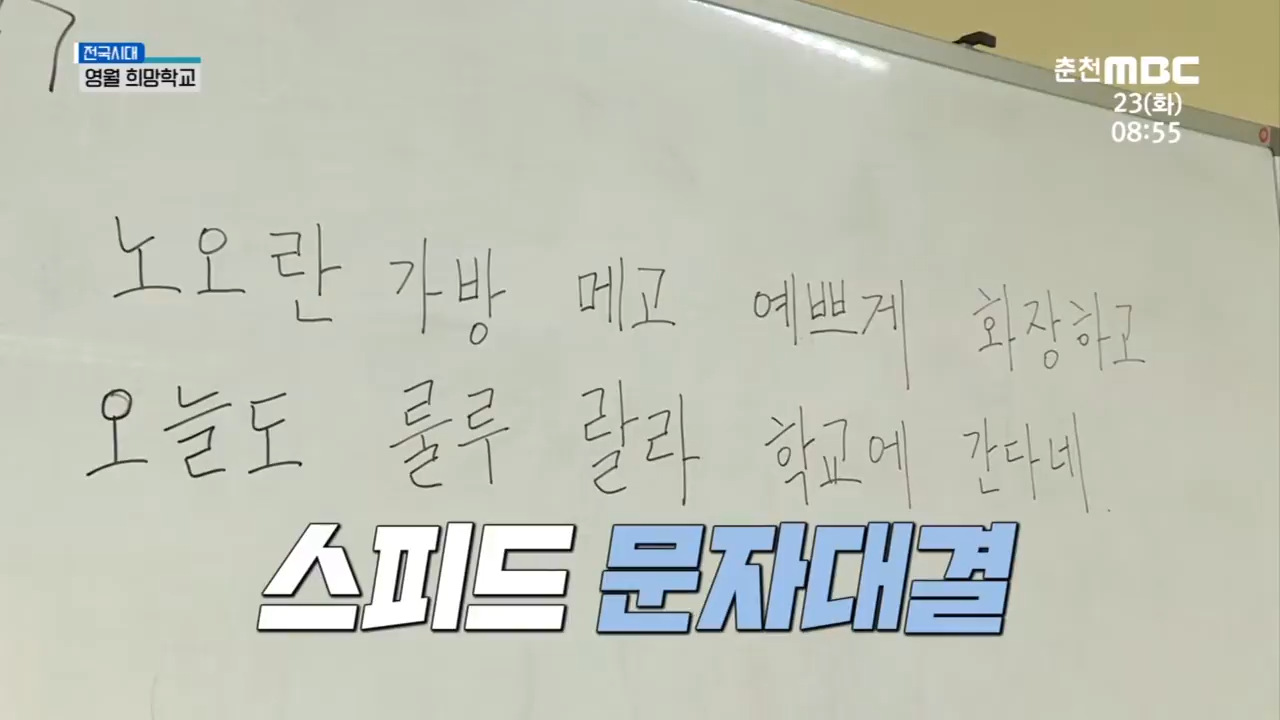 전국시대
영월 희망학교
춘천MBC
23(화)
08:55
노오란 가방 메고 예쁘게 화장하고
오늘도 룰루 랄라 학교에 간다네.
스피드 문자대결